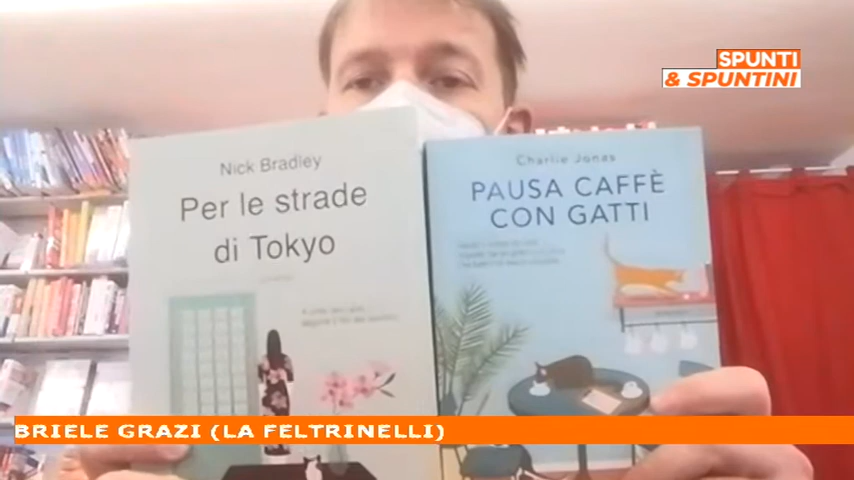 SPUNTI
& SPUNTINI
Nick Bradley
Per le strade
di Tokyo
Charlie Jonas
PAUSA CAFFÈ
CON GATTI
BRIELE GRAZI (LA FELTRINELLI)